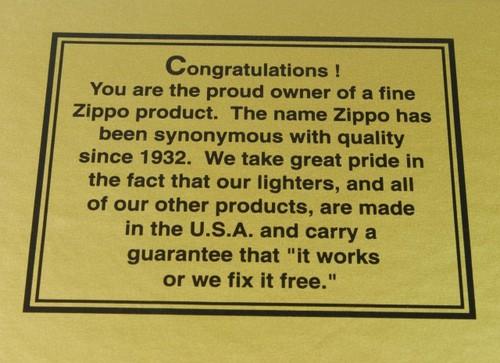 Congratulations !
You are the proud owner of a fine
Zippo product. The name Zippo has
been synonymous with quality
since 1932. We take great pride in
the fact that our lighters, and all
of our other products, are made
in the U.S.A. and carry a
guarantee that "it works
or we fix it free."